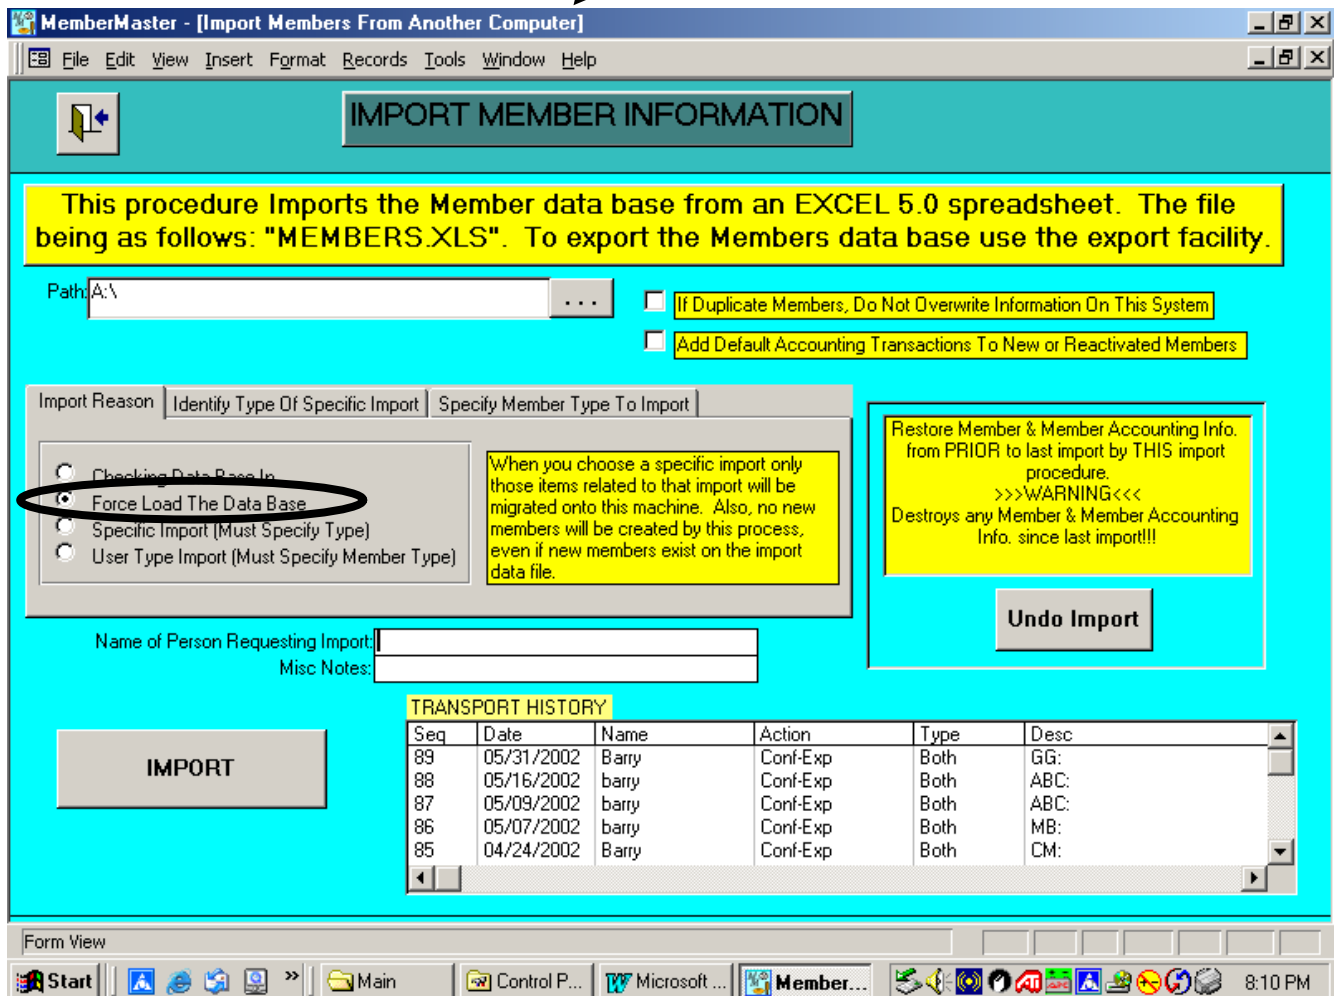 MemberMaster - [Import Members From Another Computer]
File Edit View Insert Format Records Tools Window Help
IMPORT MEMBER INFORMATION
This procedure Imports the Member data base from an EXCEL 5.0 spreadsheet. The file
being as follows: "MEMBERS.XLS". To export the Members data base use the export facility.
Path: A:\ ...
If Duplicate Members, Do Not Overwrite Information On This System
Add Default Accounting Transactions To New or Reactivated Members
Import Reason Identify Type Of Specific Import Specify Member Type To Import
Checking Data Base In
Force Load The Data Base
Specific Import (Must Specify Type)
User Type Import (Must Specify Member Type)
When you choose a specific import only
those items related to that import will be
migrated onto this machine. Also, no new
members will be created by this process,
even if new members exist on the import
data file.
Restore Member & Member Accounting Info.
from PRIOR to last import by THIS import
procedure.
>>>WARNING<<<
Destroys any Member & Member Accounting
Info. since last import!!!
Undo Import
Name of Person Requesting Import:
Misc Notes:
IMPORT
TRANSPORT HISTORY
Seq Date Name Action Type Desc
89 05/31/2002 Barry Conf-Exp Both GG:
88 05/16/2002 barry Conf-Exp Both ABC:
87 05/09/2002 barry Conf-Exp Both ABC:
86 05/07/2002 barry Conf-Exp Both MB:
85 04/24/2002 Barry Conf-Exp Both CM:
Form View
Start » Main Control P... Microsoft ... Member... 8:10 PM